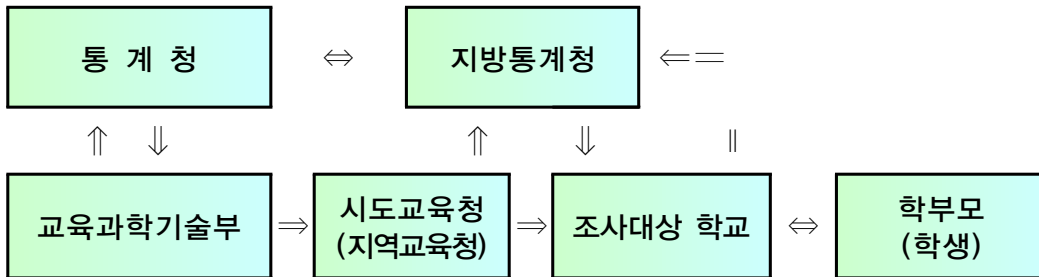 통 계 청 ⇔ 지방통계청 ⇐=
⇑ ⇓ ⇑ ⇓ ॥
교육과학기술부 ⇒ 시도교육청 ⇒ 조사대상 학교 ⇔ 학부모
(지역교육청) (학생)